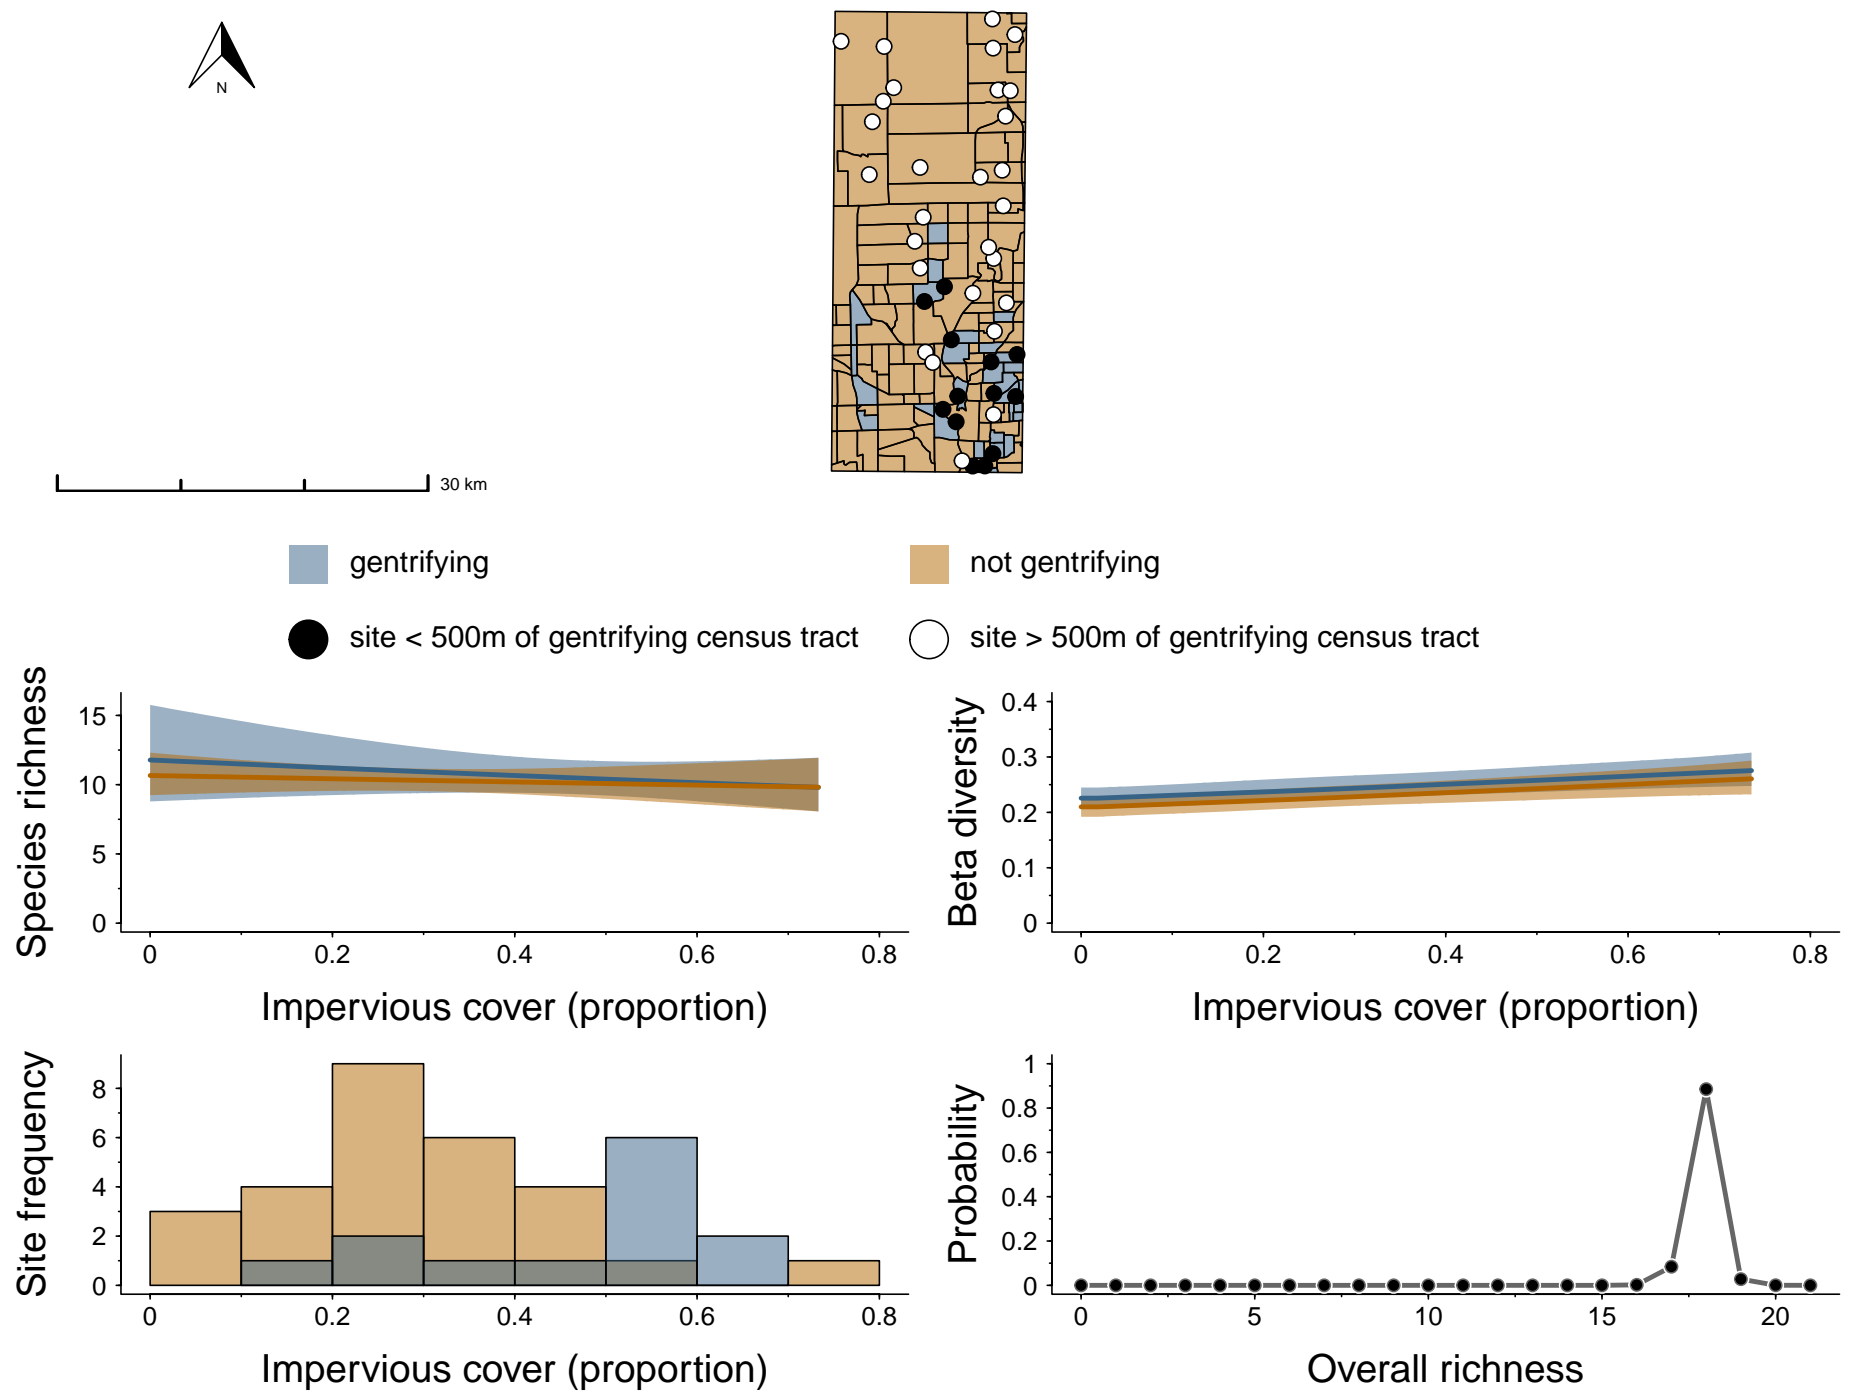 N
30 km
gentrifying
not gentrifying
site < 500m of gentrifying census tract
site > 500m of gentrifying census tract
Species richness
15
10
5
0
0 0.2 0.4 0.6 0.8
Impervious cover (proportion)
Beta diversity
0.4
0.3
0.2
0.1
0
0 0.2 0.4 0.6 0.8
Impervious cover (proportion)
Site frequency
8
6
4
2
0
0 0.2 0.4 0.6 0.8
Impervious cover (proportion)
Probability
1
0.8
0.6
0.4
0.2
0
0 5 10 15 20
Overall richness